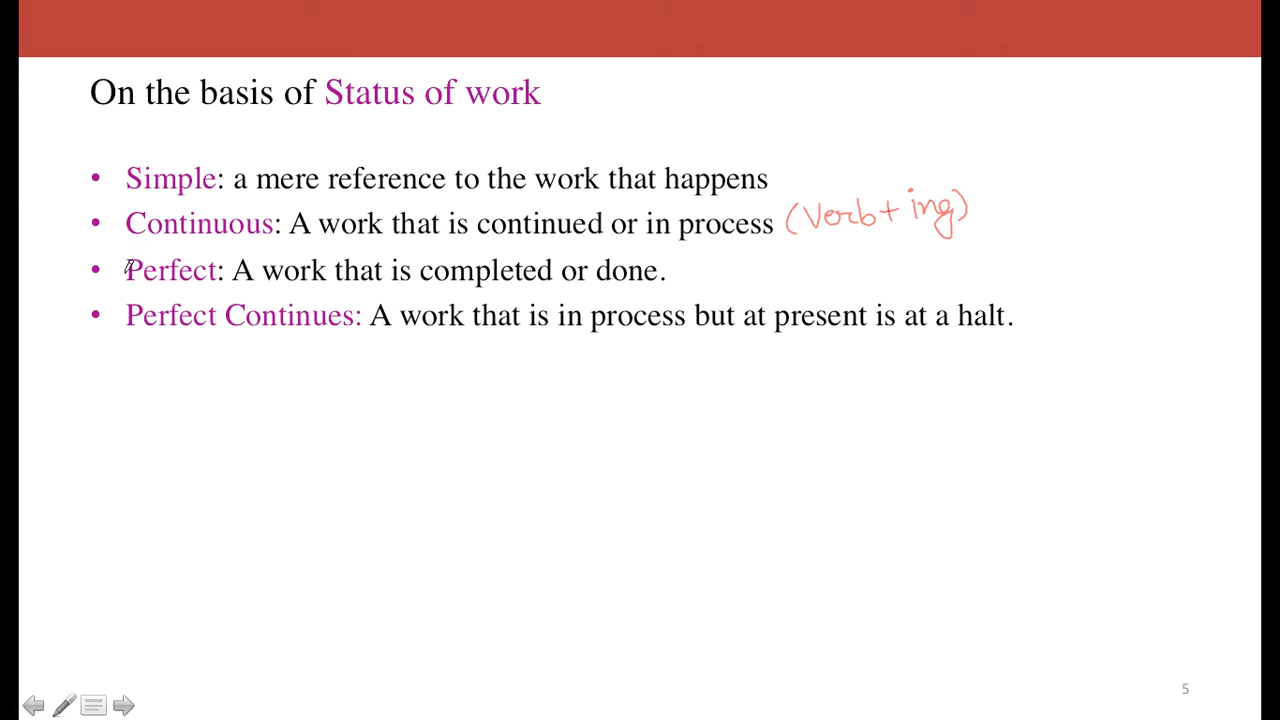 On the basis of Status of work
• Simple: a mere reference to the work that happens
• Continuous: A work that is continued or in process (Verb+ing)
• Perfect: A work that is completed or done.
• Perfect Continues: A work that is in process but at present is at a halt.
5